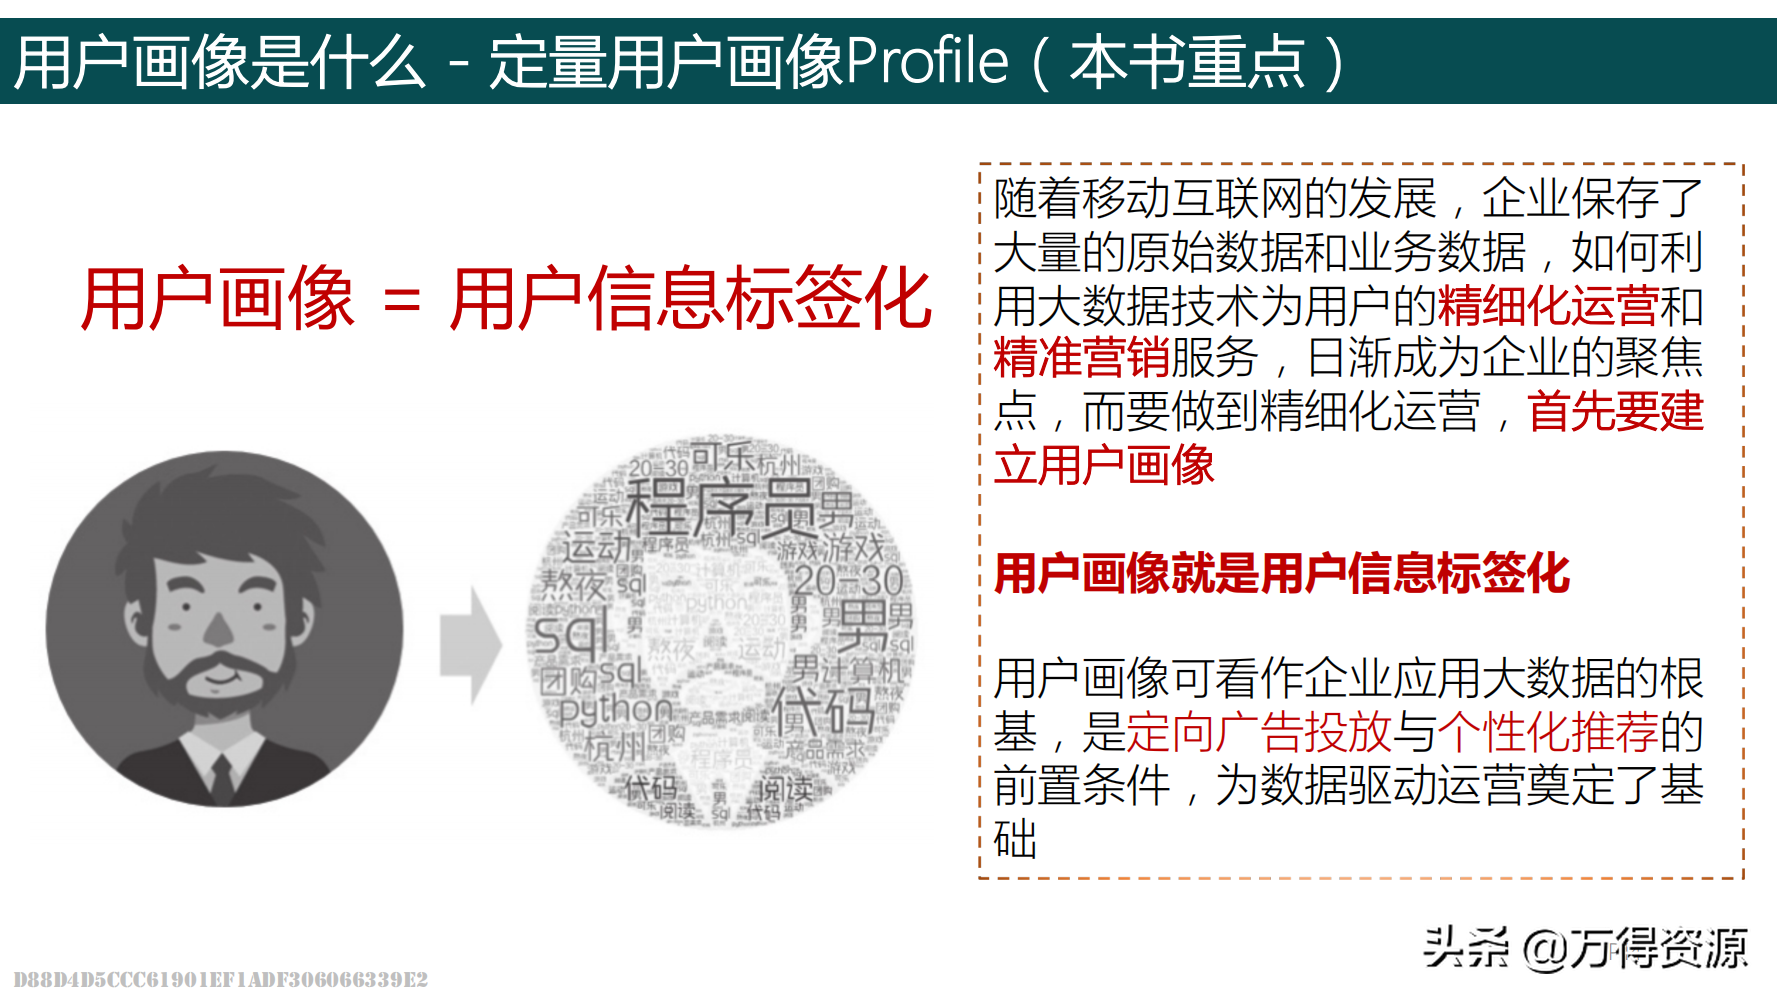 用户画像是什么 - 定量用户画像Profile（本书重点）
用户画像 = 用户信息标签化
随着移动互联网的发展，企业保存了
大量的原始数据和业务数据，如何利
用大数据技术为用户的精细化运营和
精准营销服务，日渐成为企业的聚焦
点，而要做到精细化运营，首先要建
立用户画像
用户画像就是用户信息标签化
用户画像可看作企业应用大数据的根
基，是定向广告投放与个性化推荐的
前置条件，为数据驱动运营奠定了基
础
可乐
20-30
杭州
程序员
男
可乐
运动
程序员
杭州
sql
游戏
游戏
熬夜
sql
20-30
python
男
男
sql
熬夜
运动
团购
sql
男
计算机
python
产品需求
阅读
代码
杭州
团购
程序员
产品需求
代码
阅读
阅读
sql
代码
头条 @万得资源
D88D4D5CCC61901EF1ADF306066339E2